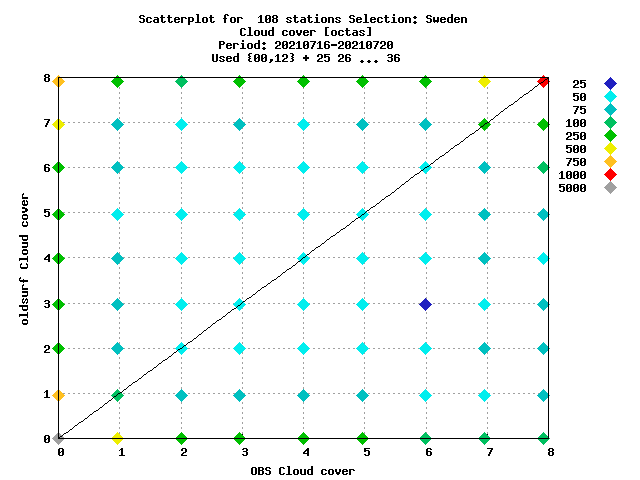 Scatterplot for  108 stations Selection: Sweden
Cloud cover [octas]
Period: 20210716-20210720
Used {00,12} + 25 26 ... 36
8
7
6
5
4
3
2
1
0
oldsurf Cloud cover
0 1 2 3 4 5 6 7 8
OBS Cloud cover
25
50
75
100
250
500
750
1000
5000